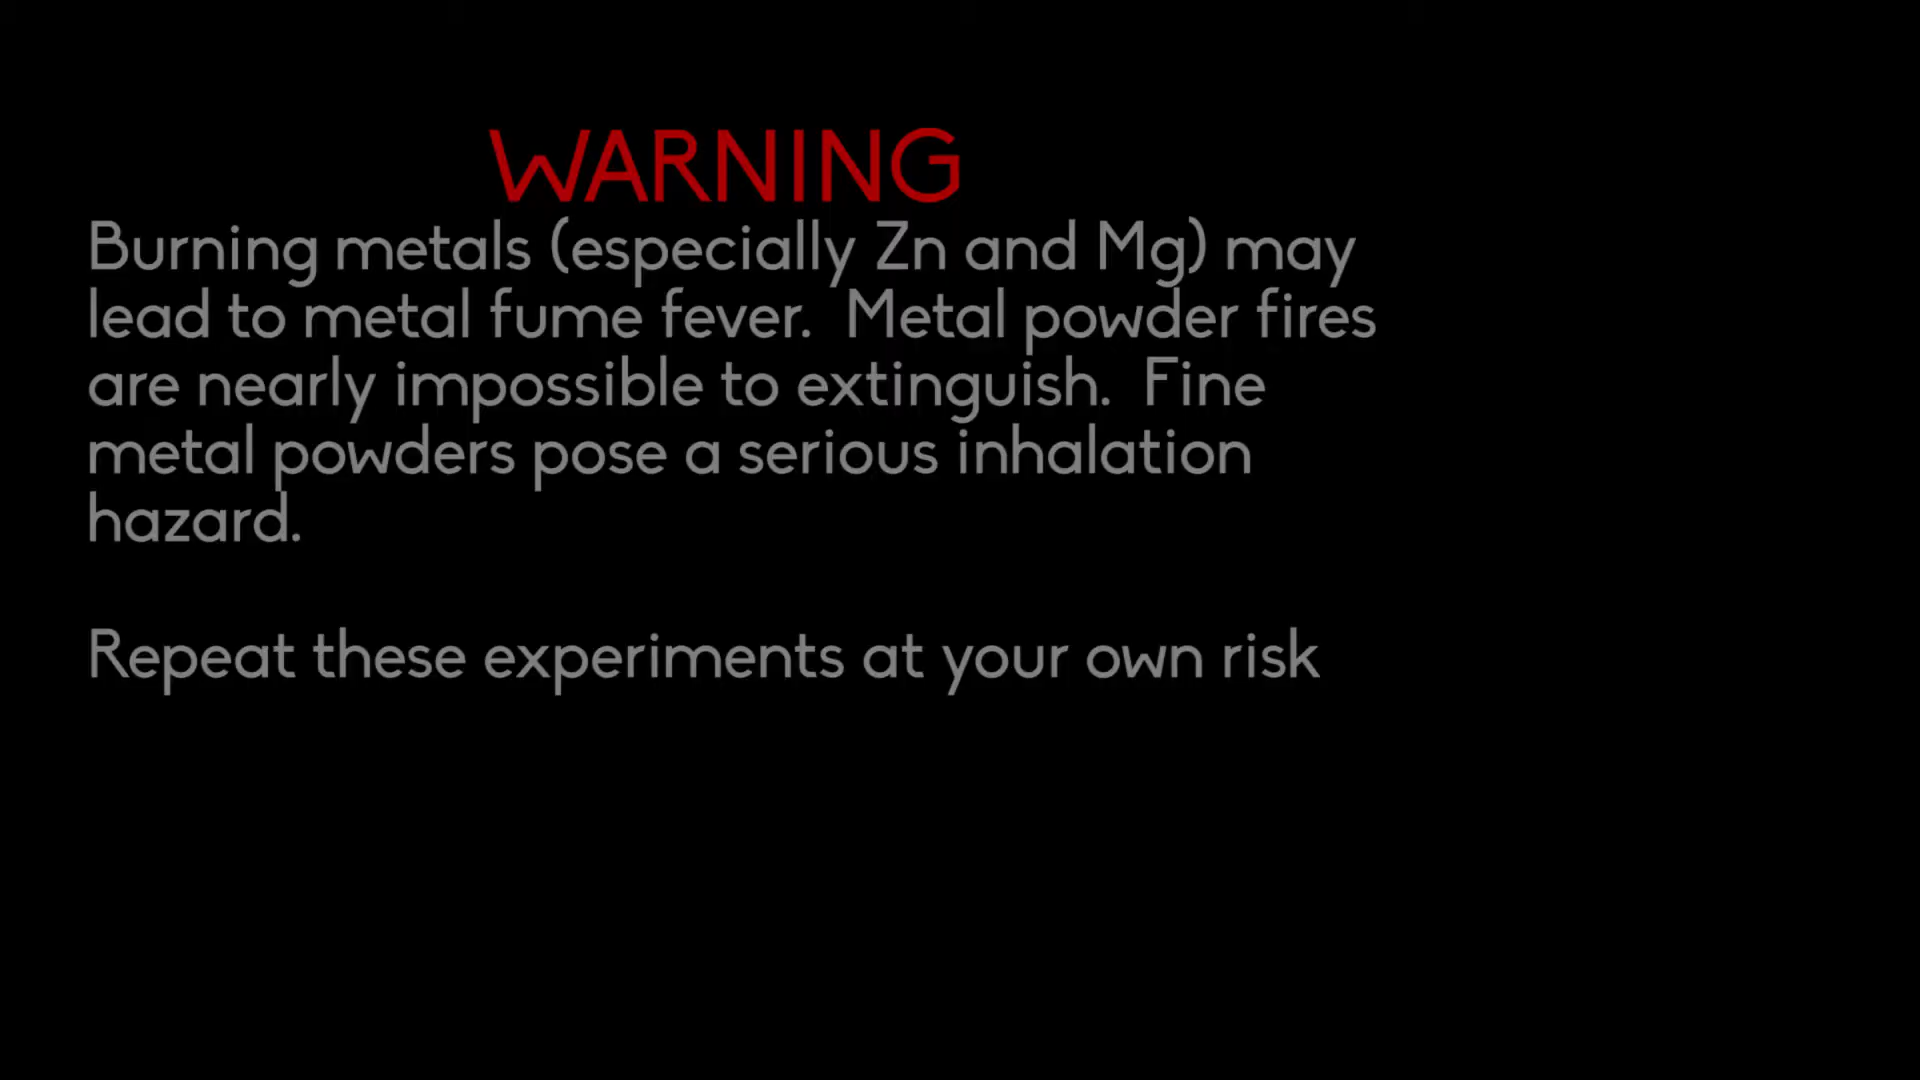 WARNING
Burning metals (especially Zn and Mg) may
lead to metal fume fever.  Metal powder fires
are nearly impossible to extinguish.  Fine
metal powders pose a serious inhalation
hazard.
Repeat these experiments at your own risk